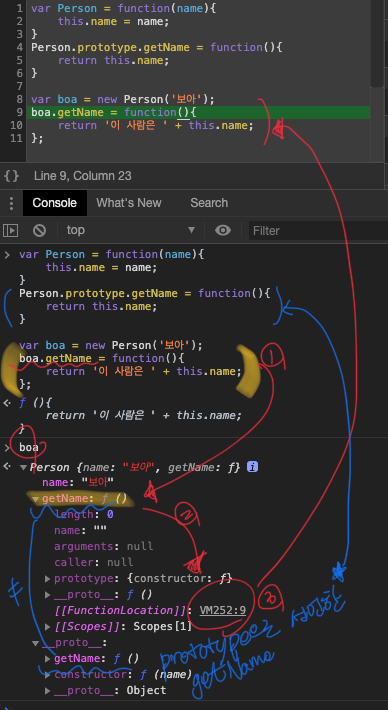 1 var Person = function(name){
2 this.name = name;
3 }
4 Person.prototype.getName = function(){
5 return this.name;
6 }
7
8 var boa = new Person('보아');
9 boa.getName = function(){
10 return '이 사람은 ' + this.name;
11 };
{} Line 9, Column 23
Console What's New Search
top Filter
> var Person = function(name){
this.name = name;
}
Person.prototype.getName = function(){
return this.name;
}
var boa = new Person('보아');
boa.getName = function(){
return '이 사람은 ' + this.name;
};
①
ƒ (){
return '이 사람은 ' + this.name;
}
> boa
Person {name: "보아", getName: ƒ} i
name: "보아"
getName: ƒ ()
length: 0
②
name: ""
arguments: null
caller: null
prototype: {constructor: ƒ}
__proto__: ƒ ()
③
[[FunctionLocation]]: VM252:9
[[Scopes]]: Scopes[1]
≠
__proto__:
getName: ƒ ()
constructor: ƒ (name)
__proto__: Object
prototype으로
getName